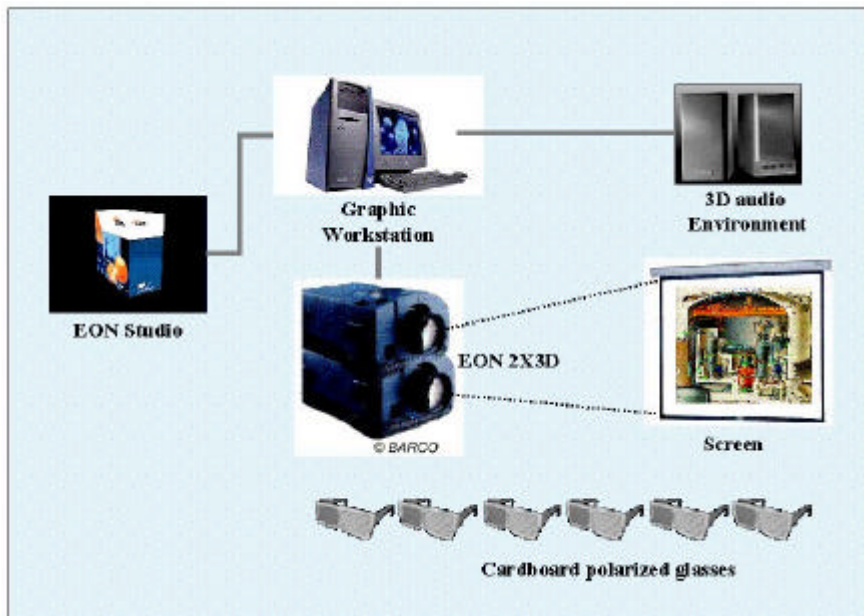 Graphic
Workstation
3D audio
Environment
EON Studio
EON 2X3D
© BARCO
Screen
Cardboard polarized glasses